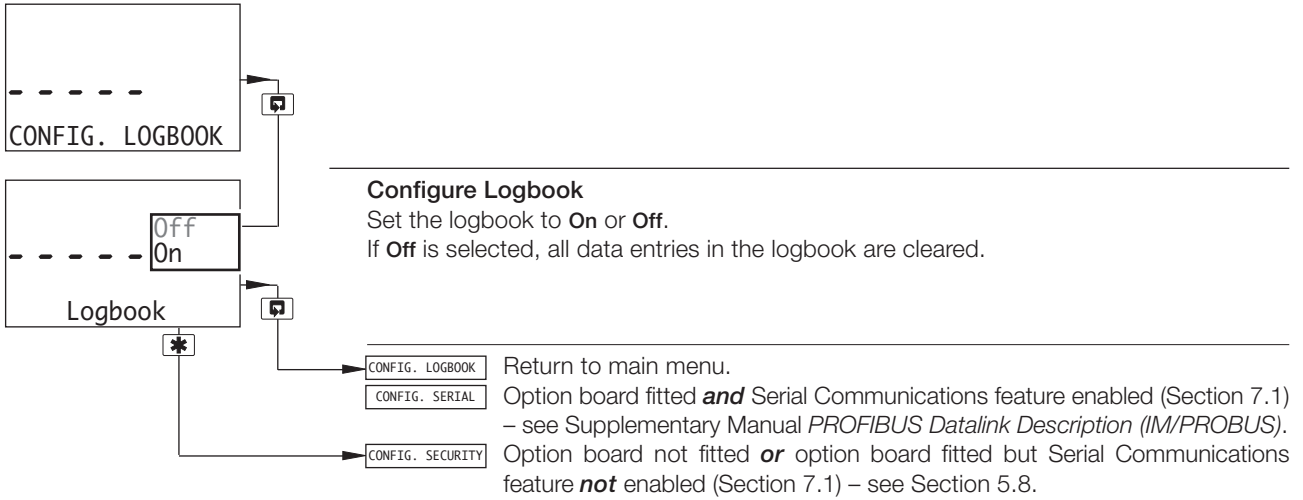 CONFIG. LOGBOOK
Configure Logbook
Set the logbook to On or Off.
If Off is selected, all data entries in the logbook are cleared.
Off
- - - - - On
Logbook
CONFIG. LOGBOOK Return to main menu.
CONFIG. SERIAL Option board fitted and Serial Communications feature enabled (Section 7.1)
– see Supplementary Manual PROFIBUS Datalink Description (IM/PROBUS).
CONFIG. SECURITY Option board not fitted or option board fitted but Serial Communications
feature not enabled (Section 7.1) – see Section 5.8.